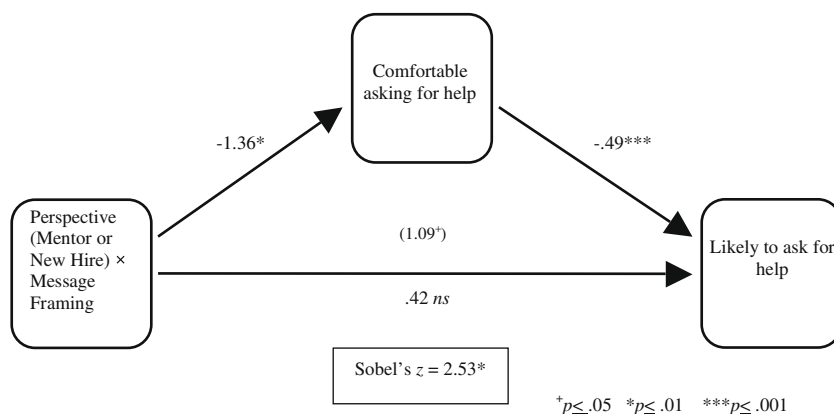 Comfortable
asking for help
-1.36*
-.49***
Perspective
(Mentor or
New Hire) ×
Message
Framing
(1.09⁺)
Likely to ask for
help
.42 ns
Sobel's z = 2.53*
⁺p≤.05 *p≤ .01 ***p≤ .001